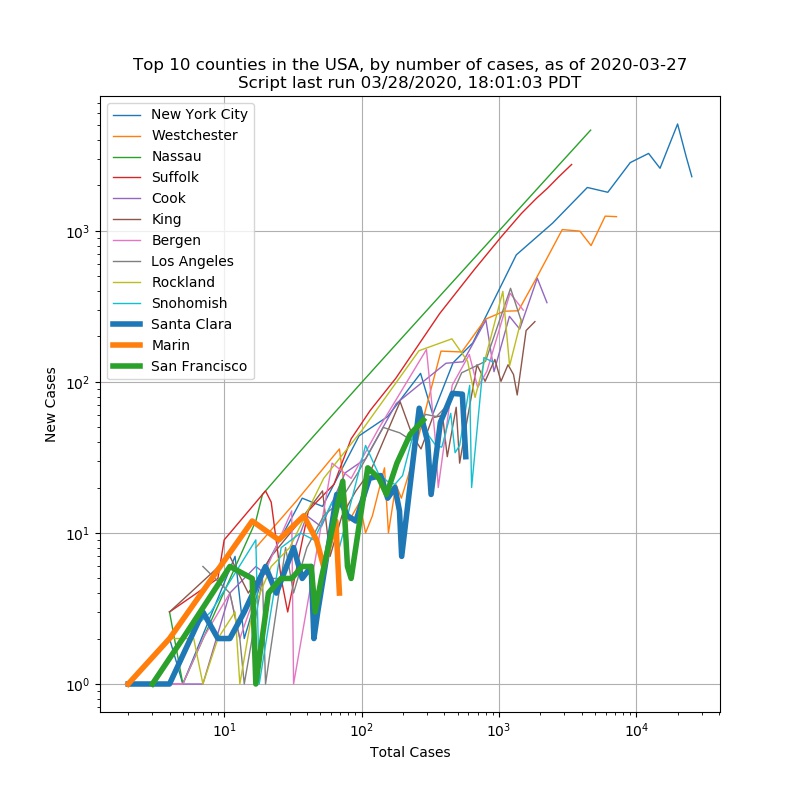 Top 10 counties in the USA, by number of cases, as of 2020-03-27
Script last run 03/28/2020, 18:01:03 PDT
New York City
Westchester
Nassau
Suffolk
Cook
King
Bergen
Los Angeles
Rockland
Snohomish
Santa Clara
Marin
San Francisco
New Cases
10³
10²
10¹
10⁰
10¹
10²
10³
10⁴
Total Cases